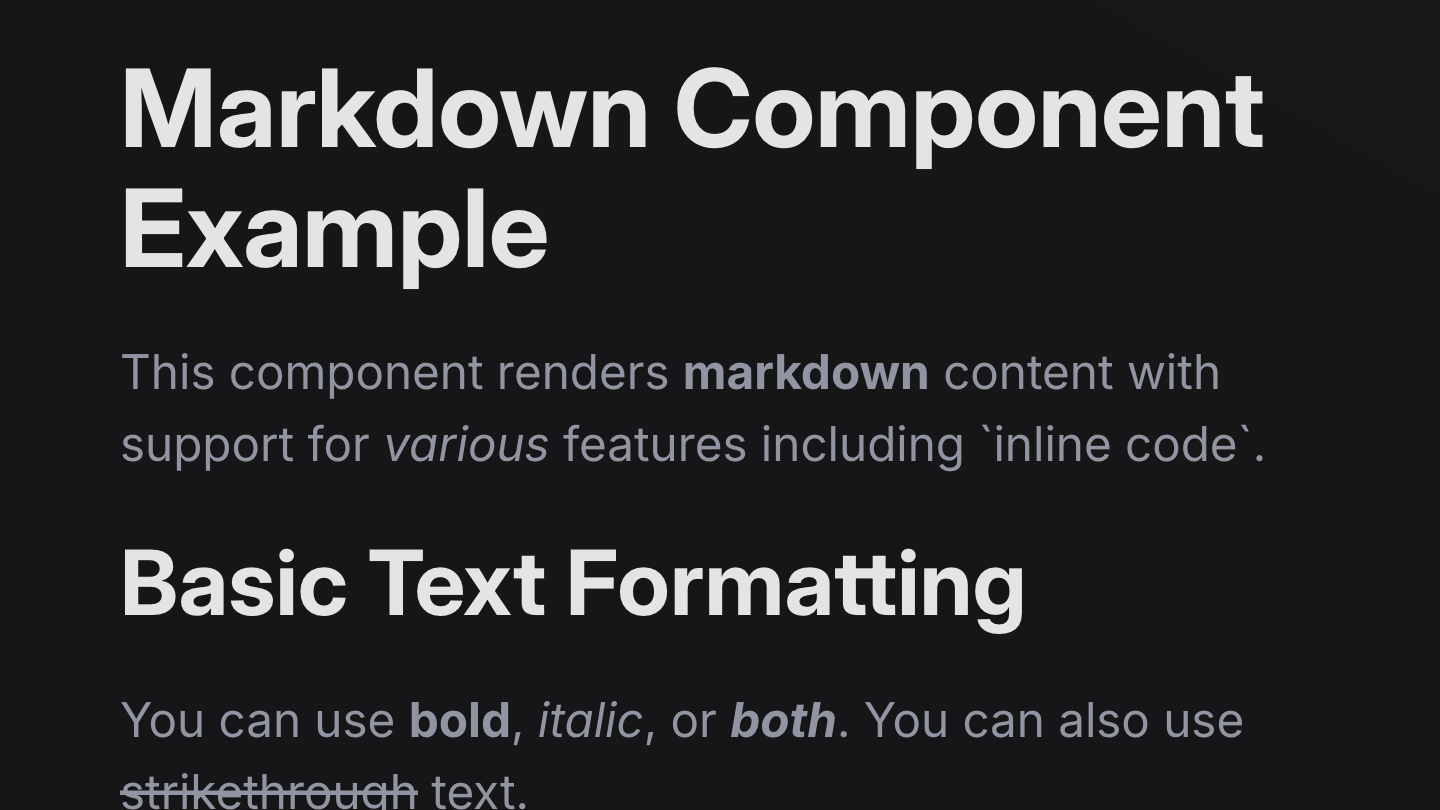 Markdown Component
Example
This component renders markdown content with
support for various features including `inline code`.
Basic Text Formatting
You can use bold, italic, or both. You can also use
strikethrough text.